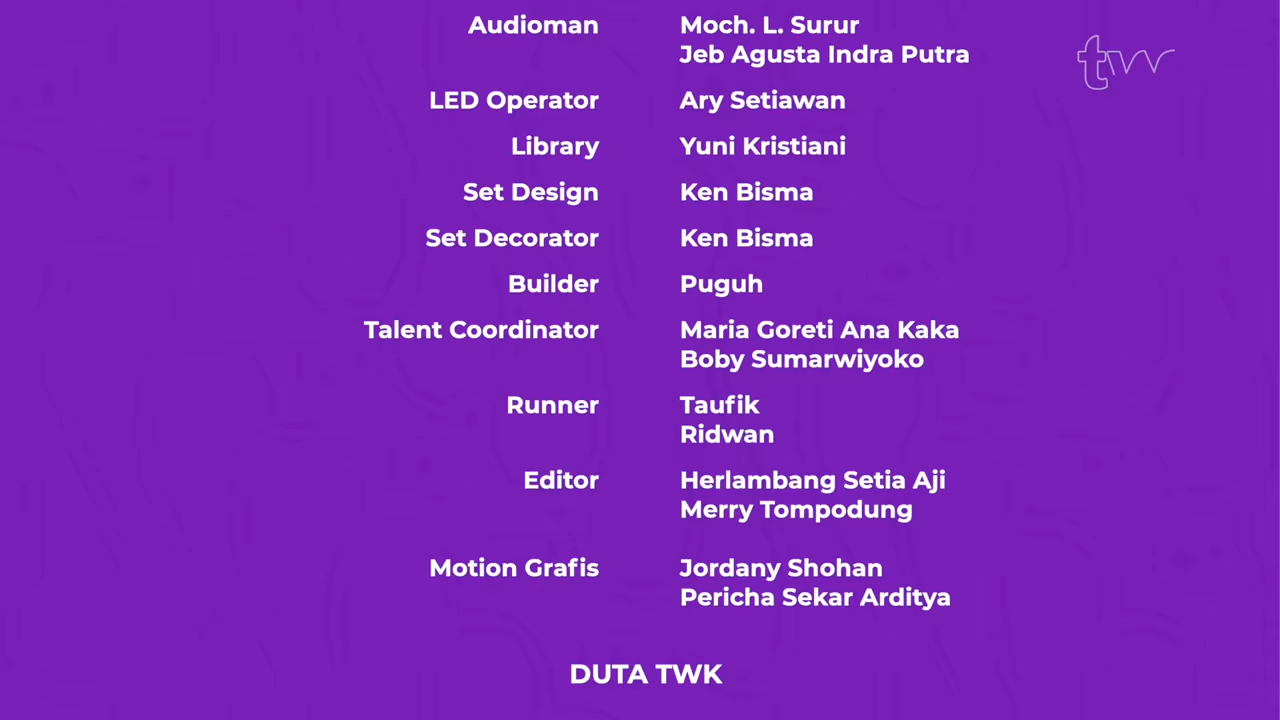 Audioman Moch. L. Surur
Jeb Agusta Indra Putra
LED Operator Ary Setiawan
Library Yuni Kristiani
Set Design Ken Bisma
Set Decorator Ken Bisma
Builder Puguh
Talent Coordinator Maria Goreti Ana Kaka
Boby Sumarwiyoko
Runner Taufik
Ridwan
Editor Herlambang Setia Aji
Merry Tompodung
Motion Grafis Jordany Shohan
Pericha Sekar Arditya
DUTA TWK